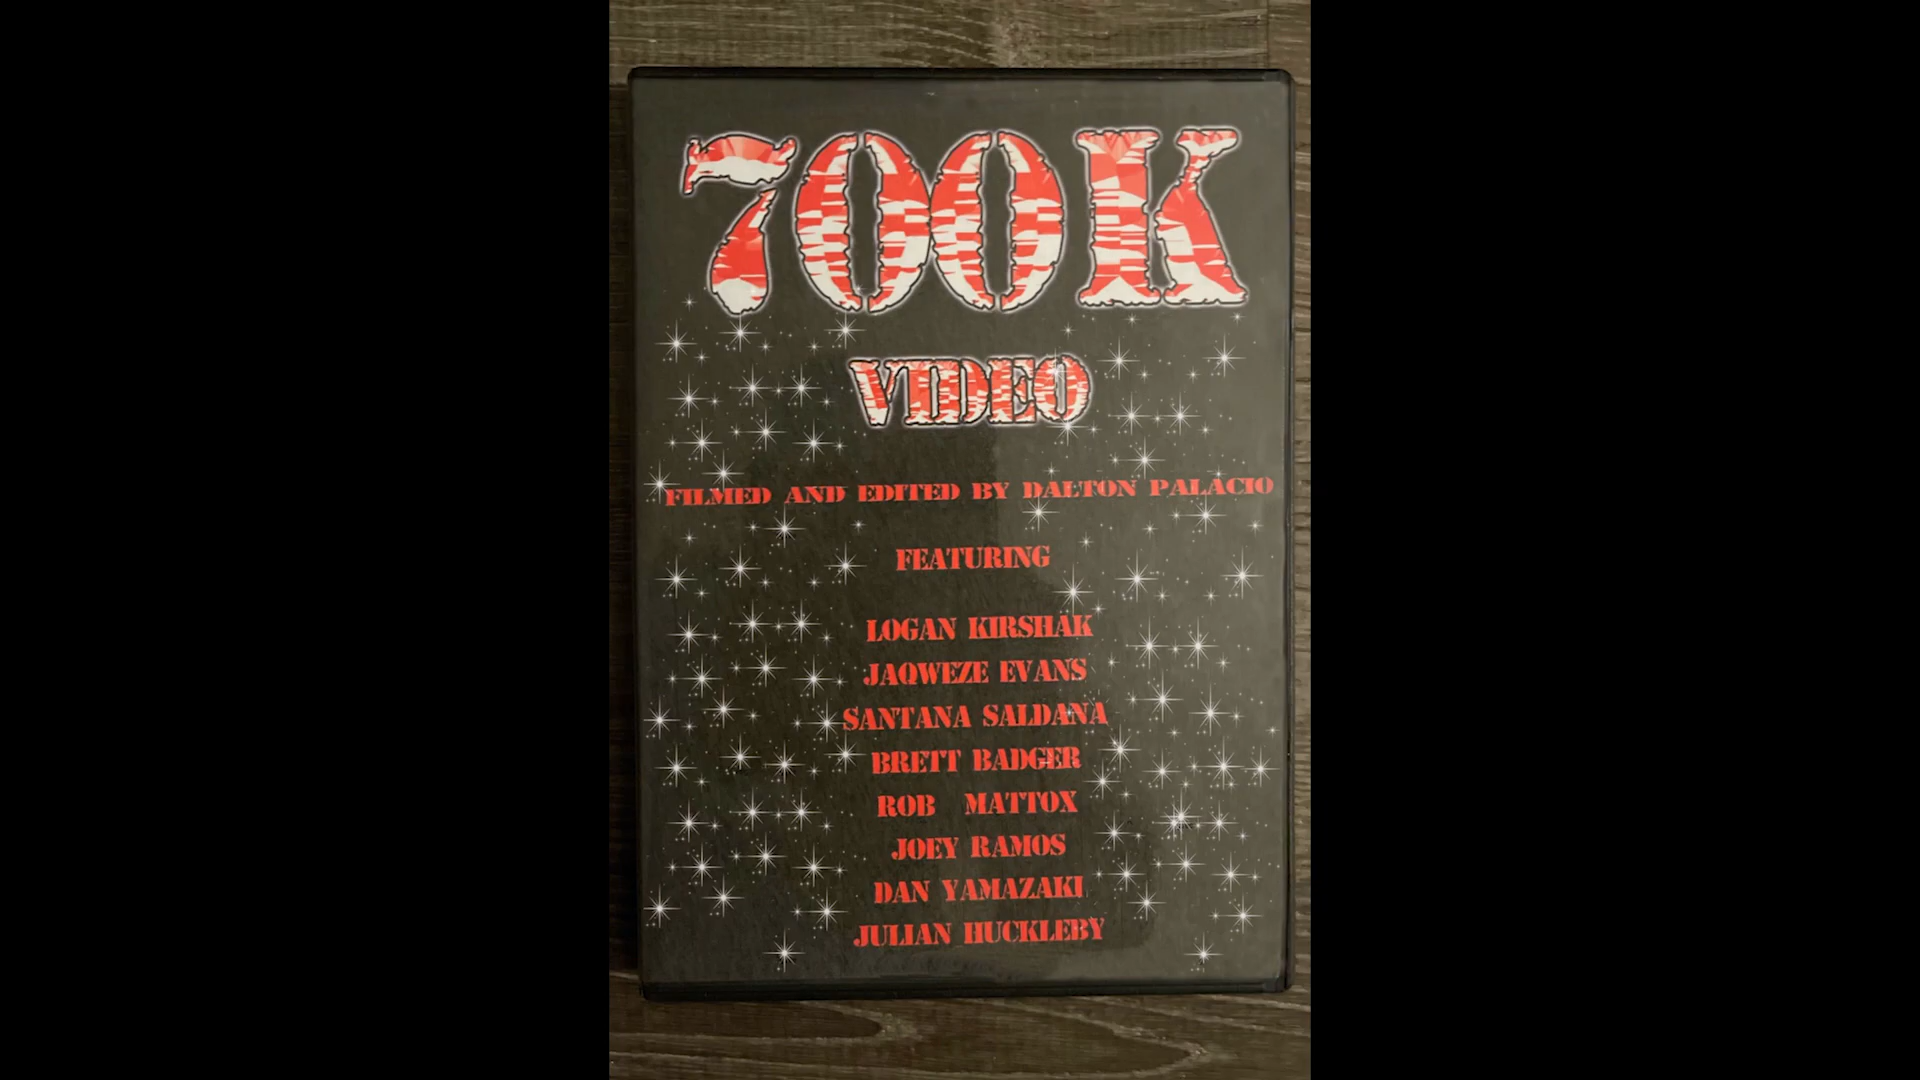 700K
VIDEO
FILMED AND EDITED BY DALTON PALACIO
FEATURING
LOGAN KIRSHAK
JAQWEZE EVANS
SANTANA SALDANA
BRETT BADGER
ROB MATTOX
JOEY RAMOS
DAN YAMAZAKI
JULIAN HUCKLEBY